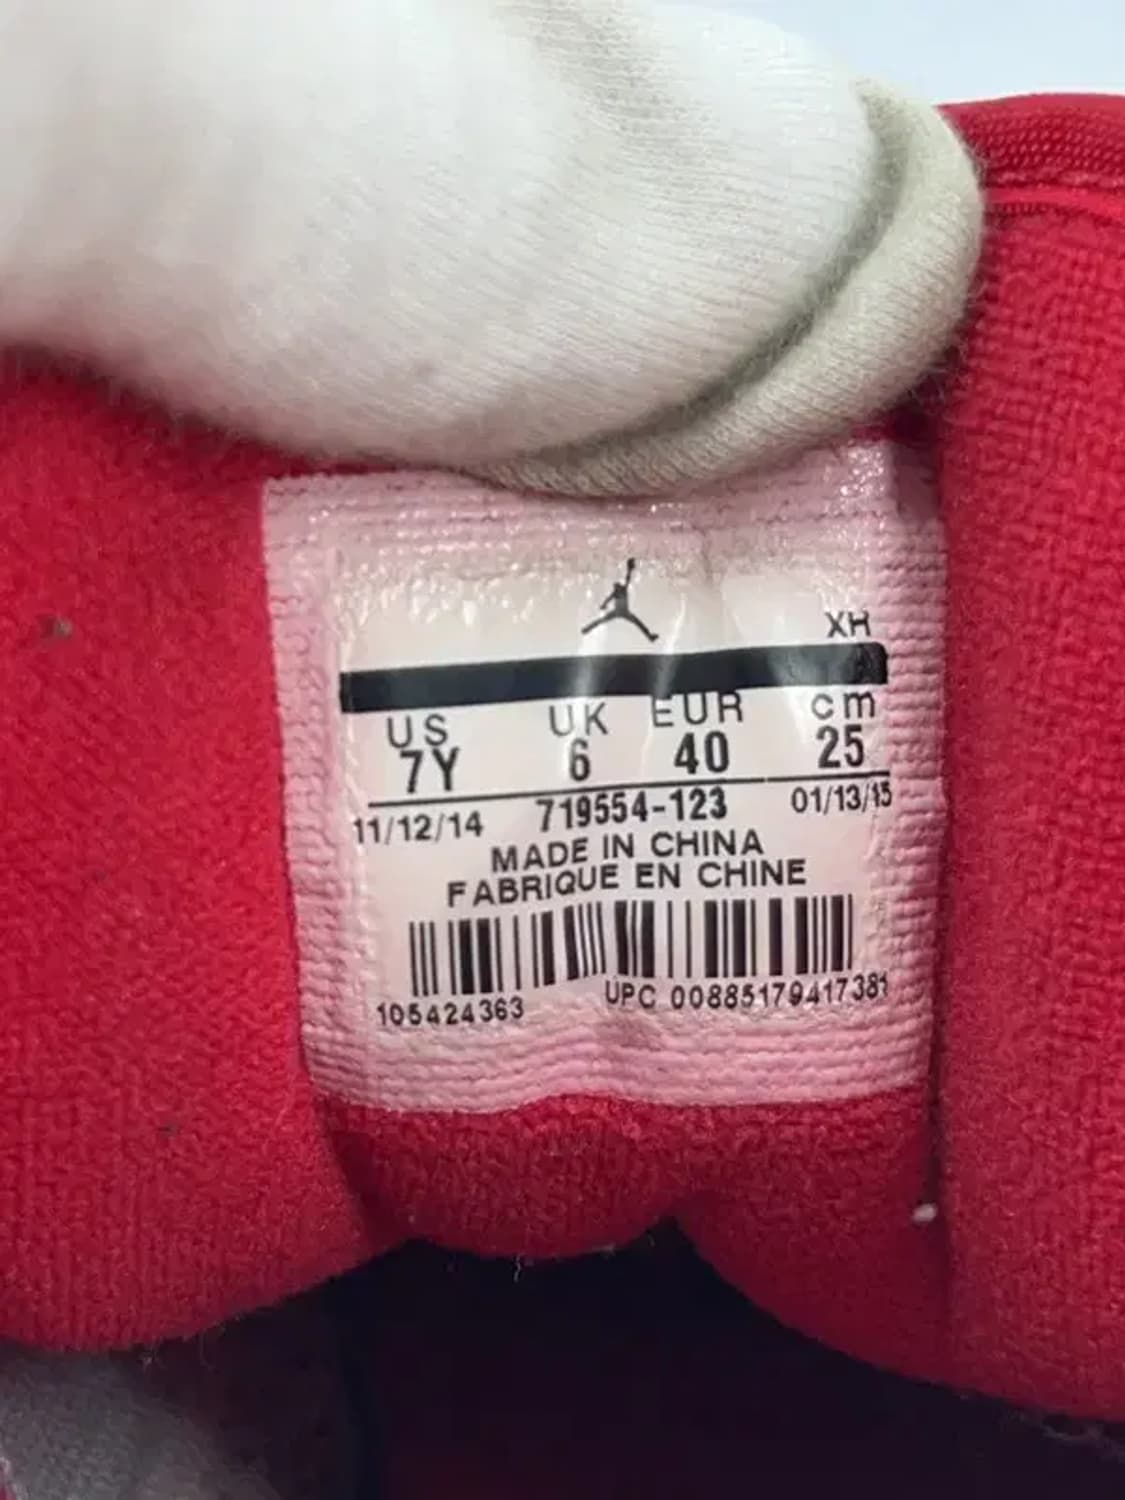 XH
US UK EUR cm
7Y 6 40 25
11/12/14 719554-123 01/13/15
MADE IN CHINA
FABRIQUE EN CHINE
105424363 UPC 00885179417381